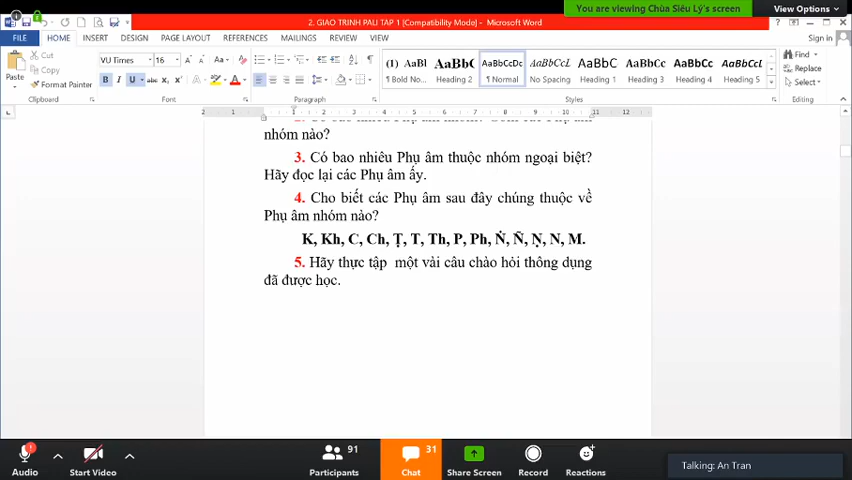 You are viewing Chùa Siêu Lý's screen
View Options
2. GIAO TRINH PALI TAP 1 [Compatibility Mode] - Microsoft Word
FILE HOME INSERT DESIGN PAGE LAYOUT REFERENCES MAILINGS REVIEW VIEW
Sign in
Paste
Cut
Copy
Format Painter
VU Times
16
B I U abc x₂ x²
(1) AaBl
¶ Bold No...
AaBbC
Heading 2
AaBbCcDc
¶ Normal
AaBbCcL
No Spacing
AaBbC
Heading 1
AaBbCc
Heading 3
AaBbCc
Heading 4
AaBbCcL
Heading 5
Find
Replace
Select
Clipboard
Font
Paragraph
Styles
Editing
nhóm nào?
3. Có bao nhiêu Phụ âm thuộc nhóm ngoại biệt?
Hãy đọc lại các Phụ âm ấy.
4. Cho biết các Phụ âm sau đây chúng thuộc về
Phụ âm nhóm nào?
K, Kh, C, Ch, Ṭ, T, Th, P, Ph, Ṅ, Ñ, Ṇ, N, M.
5. Hãy thực tập một vài câu chào hỏi thông dụng
đã được học.
Audio
Start Video
91
Participants
31
Chat
Share Screen
Record
Reactions
Talking: An Tran